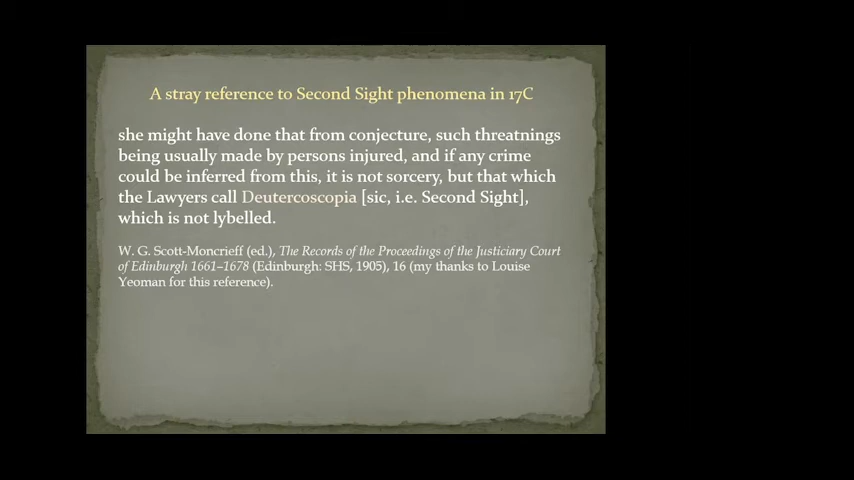 A stray reference to Second Sight phenomena in 17C
she might have done that from conjecture, such threatnings
being usually made by persons injured, and if any crime
could be inferred from this, it is not sorcery, but that which
the Lawyers call Deutercoscopia [sic, i.e. Second Sight],
which is not lybelled.
W. G. Scott-Moncrieff (ed.), The Records of the Proceedings of the Justiciary Court
of Edinburgh 1661–1678 (Edinburgh: SHS, 1905), 16 (my thanks to Louise
Yeoman for this reference).